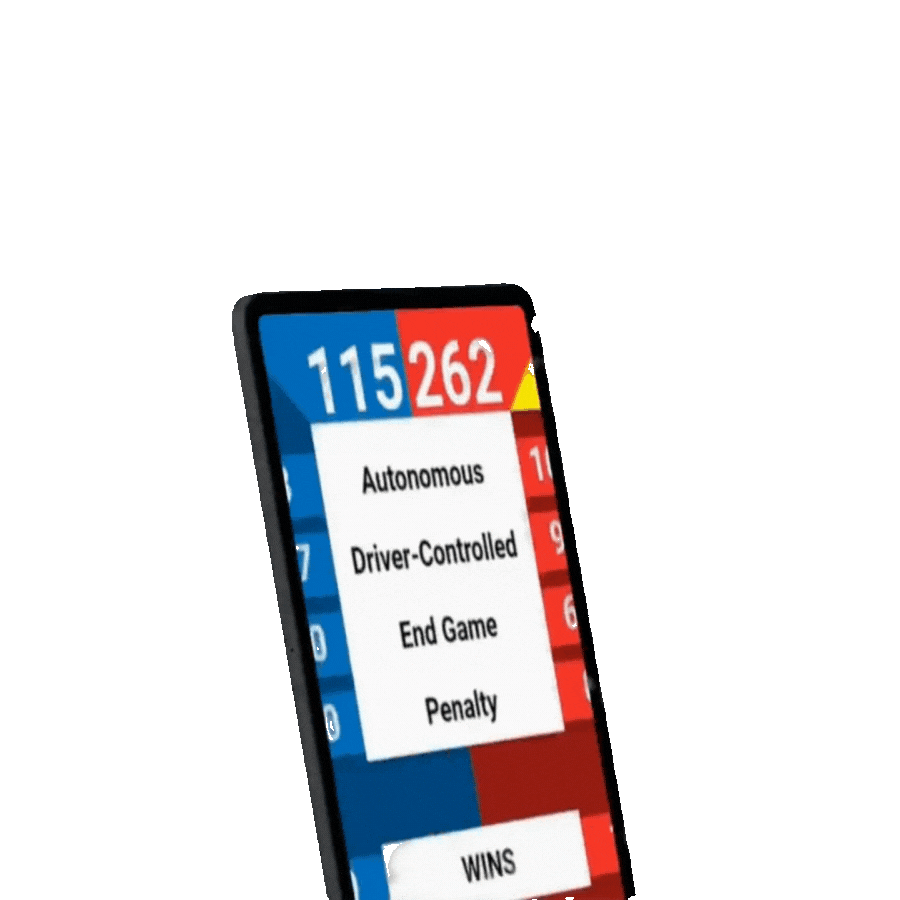 115 262
Autonomous
Driver-Controlled
End Game
Penalty
WINS